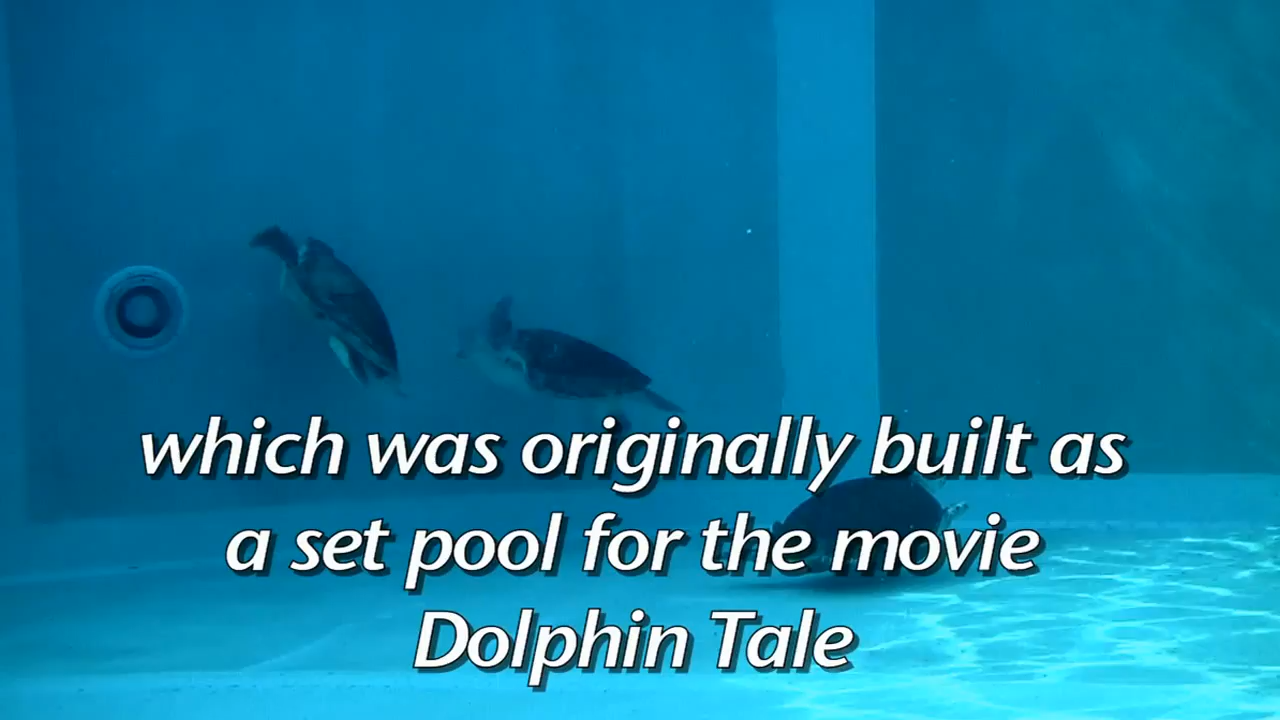 which was originally built as
a set pool for the movie
Dolphin Tale